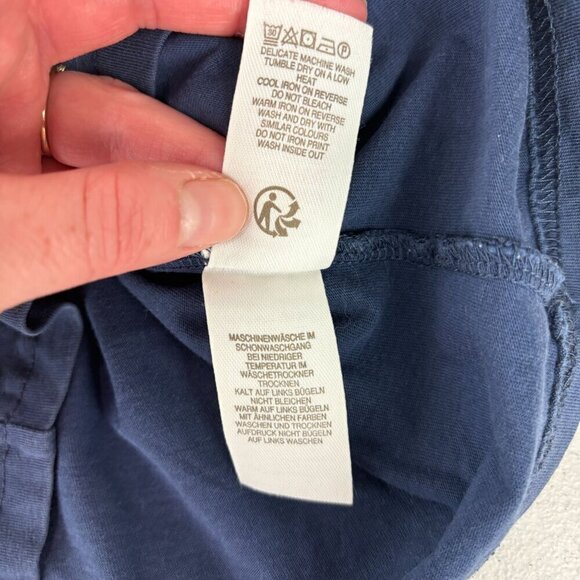 30 P
DELICATE MACHINE WASH
TUMBLE DRY ON A LOW
HEAT
COOL IRON ON REVERSE
DO NOT BLEACH
WARM IRON ON REVERSE
WASH AND DRY WITH
SIMILAR COLOURS
DO NOT IRON PRINT
WASH INSIDE OUT
MASCHINENWÄSCHE IM
SCHONWASCHGANG
BEI NIEDRIGER
TEMPERATUR IM
WÄSCHETROCKNER
TROCKNEN
KALT AUF LINKS BÜGELN
NICHT BLEICHEN
WARM AUF LINKS BÜGELN
MIT ÄHNLICHEN FARBEN
WASCHEN UND TROCKNEN
AUFDRUCK NICHT BÜGELN
AUF LINKS WASCHEN